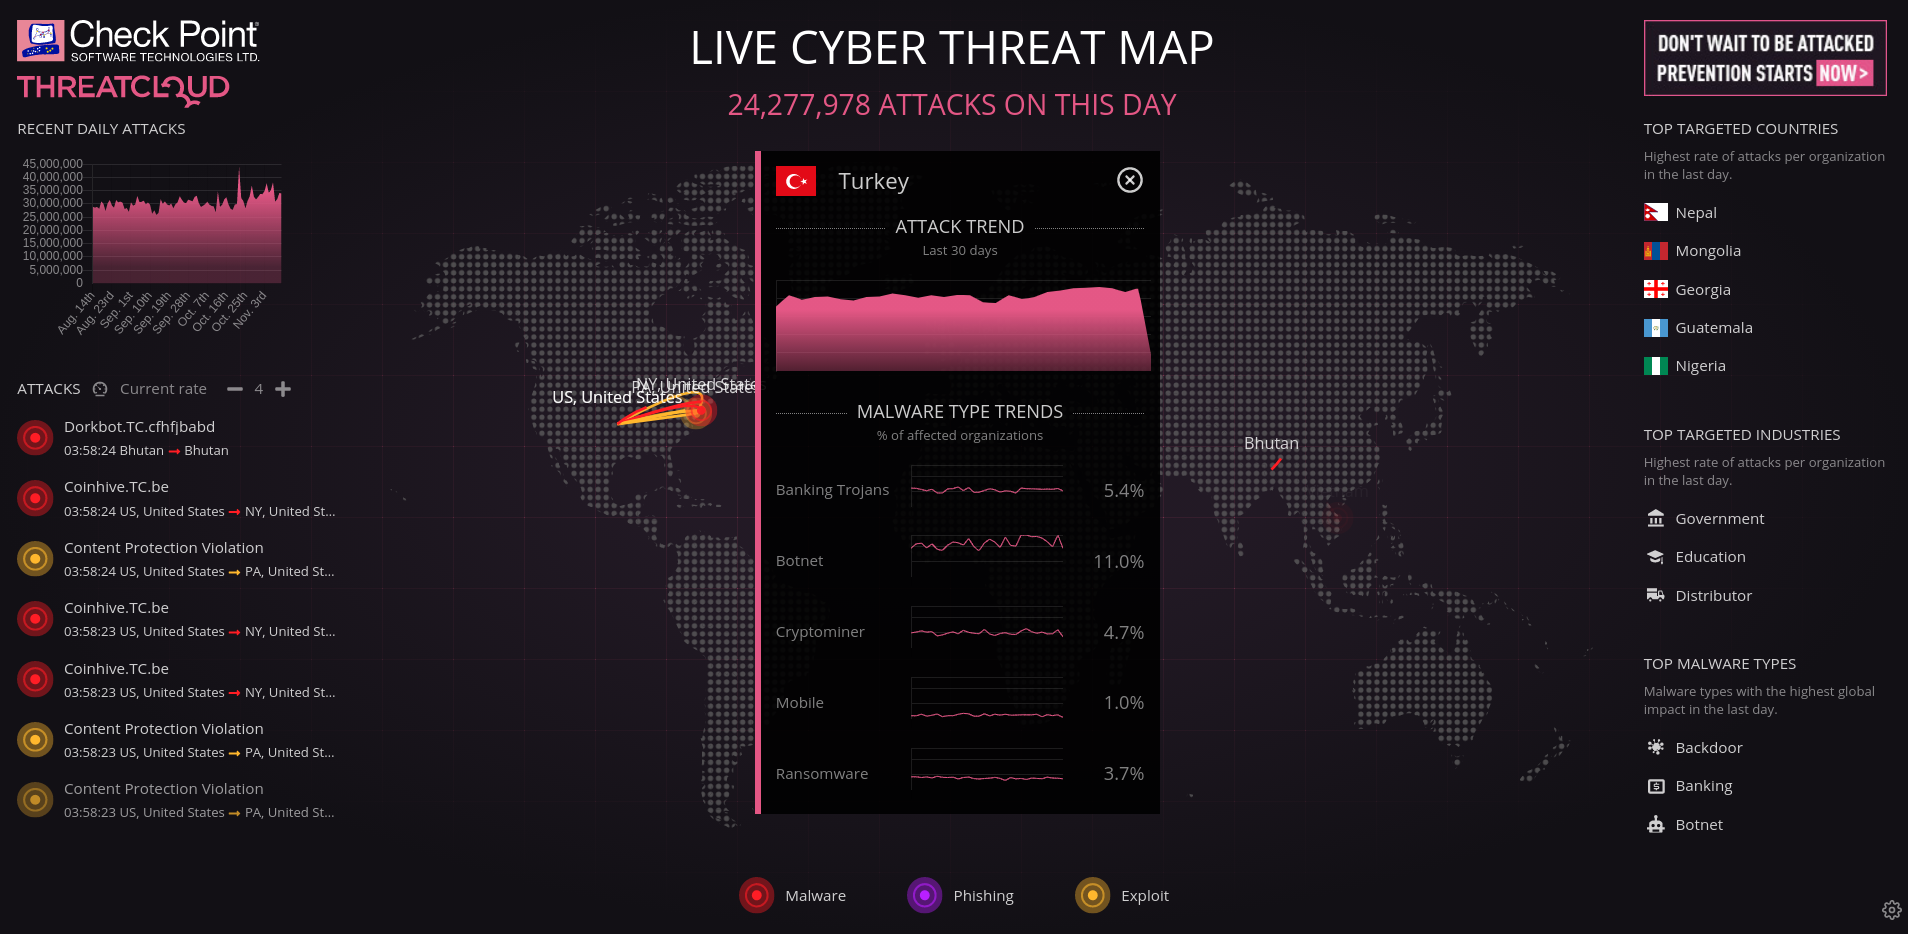 Check Point
SOFTWARE TECHNOLOGIES LTD.
THREATCLOUD
RECENT DAILY ATTACKS
45,000,000
40,000,000
35,000,000
30,000,000
25,000,000
20,000,000
15,000,000
10,000,000
5,000,000
0
Aug. 14th
Aug. 23rd
Sep. 1st
Sep. 10th
Sep. 19th
Sep. 28th
Oct. 7th
Oct. 16th
Oct. 25th
Nov. 3rd
ATTACKS Current rate 4
Dorkbot.TC.cfhfjbabd
03:58:24 Bhutan → Bhutan
Coinhive.TC.be
03:58:24 US, United States → NY, United St...
Content Protection Violation
03:58:24 US, United States → PA, United St...
Coinhive.TC.be
03:58:23 US, United States → NY, United St...
Coinhive.TC.be
03:58:23 US, United States → NY, United St...
Content Protection Violation
03:58:23 US, United States → PA, United St...
Content Protection Violation
03:58:23 US, United States → PA, United St...
LIVE CYBER THREAT MAP
24,277,978 ATTACKS ON THIS DAY
NY, United States
PA, United States
US, United States
Turkey
ATTACK TREND
Last 30 days
MALWARE TYPE TRENDS
% of affected organizations
Banking Trojans 5.4%
Botnet 11.0%
Cryptominer 4.7%
Mobile 1.0%
Ransomware 3.7%
Bhutan
Malware
Phishing
Exploit
DON'T WAIT TO BE ATTACKED
PREVENTION STARTS NOW >
TOP TARGETED COUNTRIES
Highest rate of attacks per organization
in the last day.
Nepal
Mongolia
Georgia
Guatemala
Nigeria
TOP TARGETED INDUSTRIES
Highest rate of attacks per organization
in the last day.
Government
Education
Distributor
TOP MALWARE TYPES
Malware types with the highest global
impact in the last day.
Backdoor
Banking
Botnet